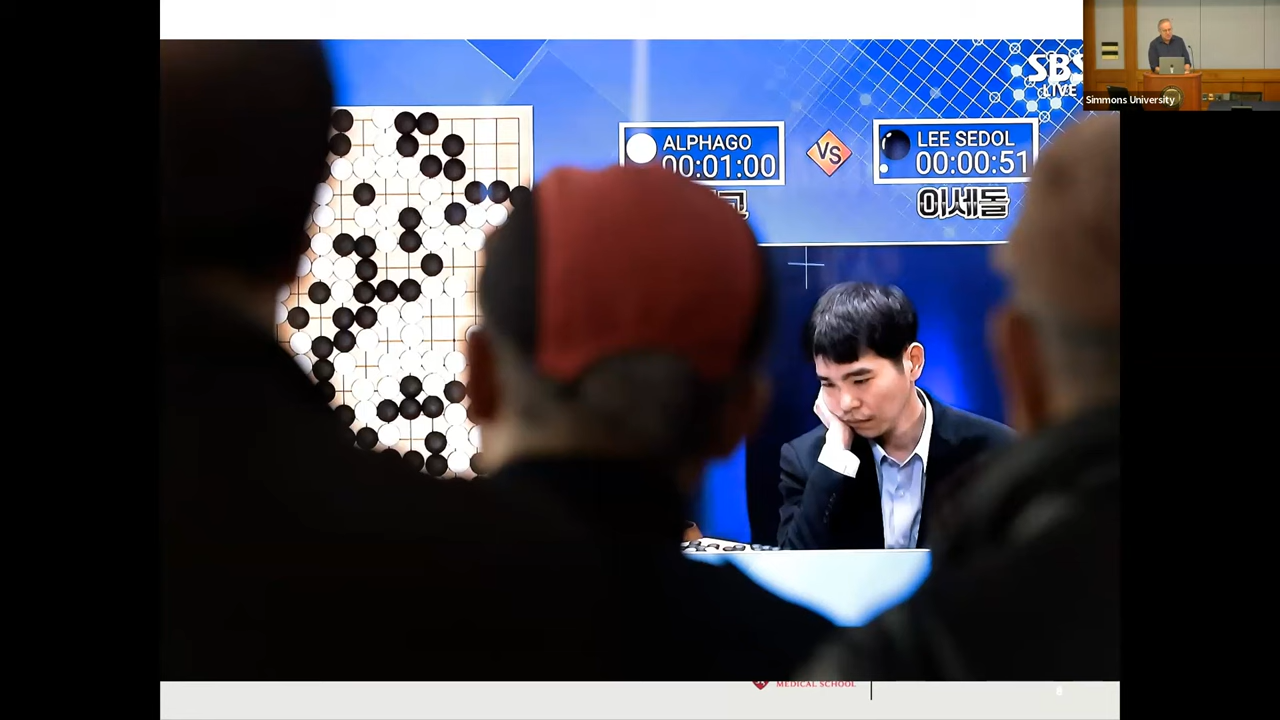 SBS
LIVE
ALPHAGO
00:01:00
VS
LEE SEDOL
00:00:51
이세돌
Simmons University
MEDICAL SCHOOL